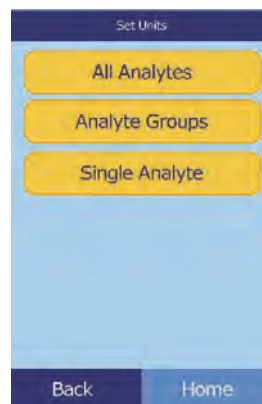 Set Units
All Analytes
Analyte Groups
Single Analyte
Back Home